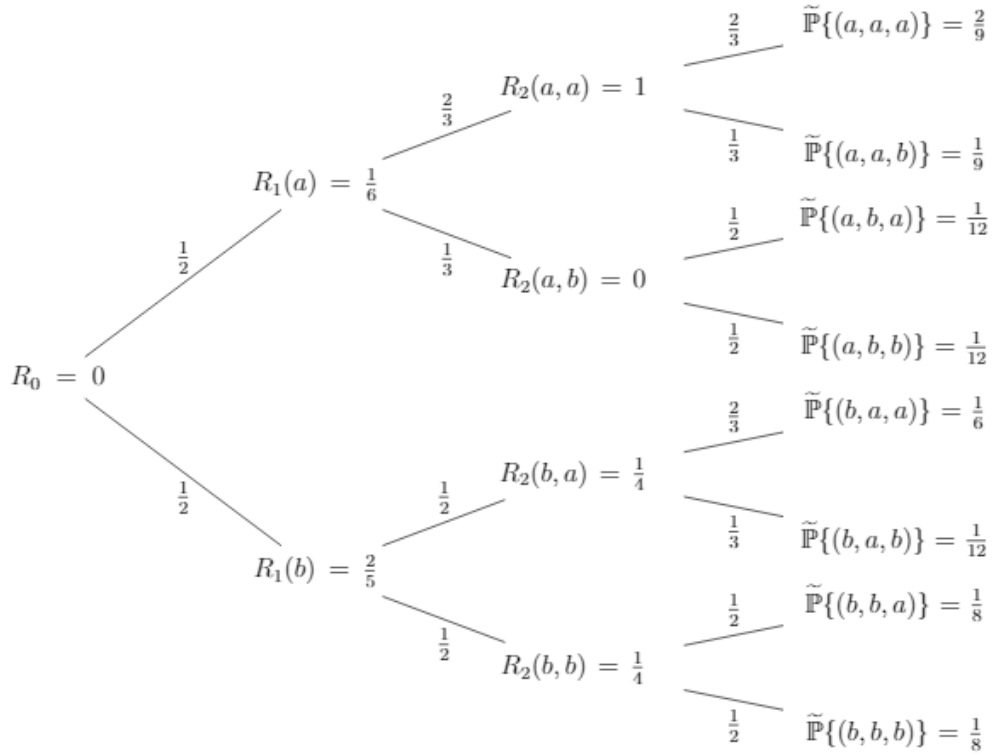 2/3
P̃{(a, a, a)} = 2/9
R₂(a, a) = 1
2/3
1/3
P̃{(a, a, b)} = 1/9
R₁(a) = 1/6
1/2
P̃{(a, b, a)} = 1/12
1/2
1/3
R₂(a, b) = 0
1/2
P̃{(a, b, b)} = 1/12
R₀ = 0
2/3
P̃{(b, a, a)} = 1/6
1/2
1/2
R₂(b, a) = 1/4
1/3
P̃{(b, a, b)} = 1/12
R₁(b) = 2/5
1/2
P̃{(b, b, a)} = 1/8
1/2
R₂(b, b) = 1/4
1/2
P̃{(b, b, b)} = 1/8